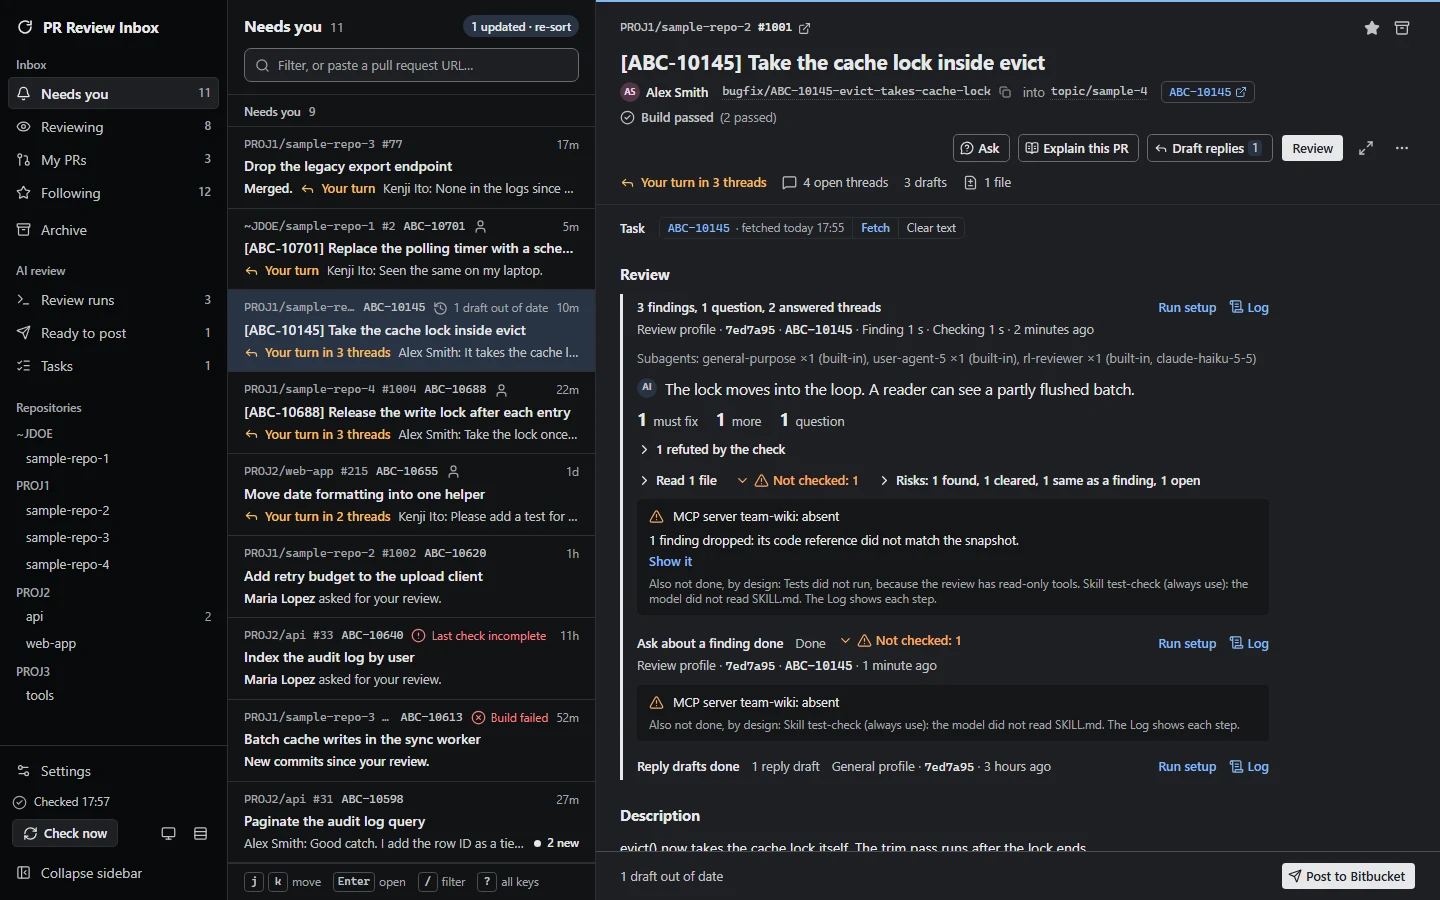 PR Review Inbox
Inbox
Needs you 11
Reviewing 8
My PRs 3
Following 12
Archive
AI review
Review runs 3
Ready to post 1
Tasks 1
Repositories
~JDOE
sample-repo-1
PROJ1
sample-repo-2
sample-repo-3
sample-repo-4
PROJ2
api 2
web-app
PROJ3
tools
Settings
Checked 17:57
Check now
Collapse sidebar
Needs you 11
1 updated · re-sort
Filter, or paste a pull request URL...
Needs you 9
PROJ1/sample-repo-3 #77 17m
Drop the legacy export endpoint
Merged. Your turn Kenji Ito: None in the logs since ...
~JDOE/sample-repo-1 #2 ABC-10701 5m
[ABC-10701] Replace the polling timer with a sche...
Your turn Kenji Ito: Seen the same on my laptop.
PROJ1/sample-re... ABC-10145 1 draft out of date 10m
[ABC-10145] Take the cache lock inside evict
Your turn in 3 threads Alex Smith: It takes the cache l...
PROJ1/sample-repo-4 #1004 ABC-10688 22m
[ABC-10688] Release the write lock after each entry
Your turn in 3 threads Alex Smith: Take the lock once...
PROJ2/web-app #215 ABC-10655 1d
Move date formatting into one helper
Your turn in 2 threads Kenji Ito: Please add a test for ...
PROJ1/sample-repo-2 #1002 ABC-10620 1h
Add retry budget to the upload client
Maria Lopez asked for your review.
PROJ2/api #33 ABC-10640 Last check incomplete 11h
Index the audit log by user
Maria Lopez asked for your review.
PROJ1/sample-repo-3 ... ABC-10613 Build failed 52m
Batch cache writes in the sync worker
New commits since your review.
PROJ2/api #31 ABC-10598 27m
Paginate the audit log query
Alex Smith: Good catch. I add the row ID as a tie... 2 new
j k move Enter open / filter ? all keys
PROJ1/sample-repo-2 #1001
[ABC-10145] Take the cache lock inside evict
AS Alex Smith bugfix/ABC-10145-evict-takes-cache-lock into topic/sample-4 ABC-10145
Build passed (2 passed)
Ask Explain this PR Draft replies 1 Review
Your turn in 3 threads 4 open threads 3 drafts 1 file
Task ABC-10145 · fetched today 17:55 Fetch Clear text
Review
3 findings, 1 question, 2 answered threads Run setup Log
Review profile · 7ed7a95 · ABC-10145 · Finding 1 s · Checking 1 s · 2 minutes ago
Subagents: general-purpose ×1 (built-in), user-agent-5 ×1 (built-in), rl-reviewer ×1 (built-in, claude-haiku-5-5)
AI The lock moves into the loop. A reader can see a partly flushed batch.
1 must fix 1 more 1 question
1 refuted by the check
Read 1 file Not checked: 1 Risks: 1 found, 1 cleared, 1 same as a finding, 1 open
MCP server team-wiki: absent
1 finding dropped: its code reference did not match the snapshot.
Show it
Also not done, by design: Tests did not run, because the review has read-only tools. Skill test-check (always use): the
model did not read SKILL.md. The Log shows each step.
Ask about a finding done Done Not checked: 1 Run setup Log
Review profile · 7ed7a95 · ABC-10145 · 1 minute ago
MCP server team-wiki: absent
Also not done, by design: Skill test-check (always use): the model did not read SKILL.md. The Log shows each step.
Reply drafts done 1 reply draft General profile · 7ed7a95 · 3 hours ago Run setup Log
Description
evict() now takes the cache lock itself. The trim pass runs after the lock ends.
1 draft out of date
Post to Bitbucket